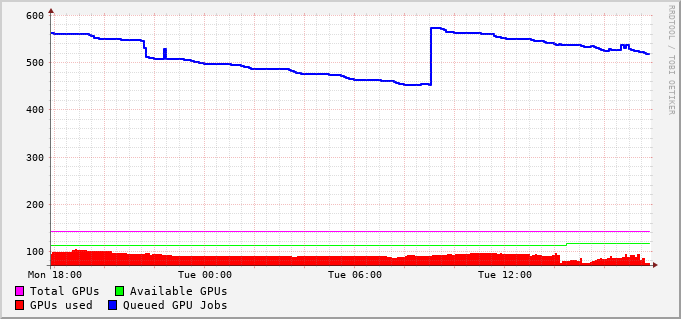 600
500
400
300
200
100
Mon 18:00 Tue 00:00 Tue 06:00 Tue 12:00
Total GPUs Available GPUs
GPUs used Queued GPU Jobs
RRDTOOL / TOBI OETIKER